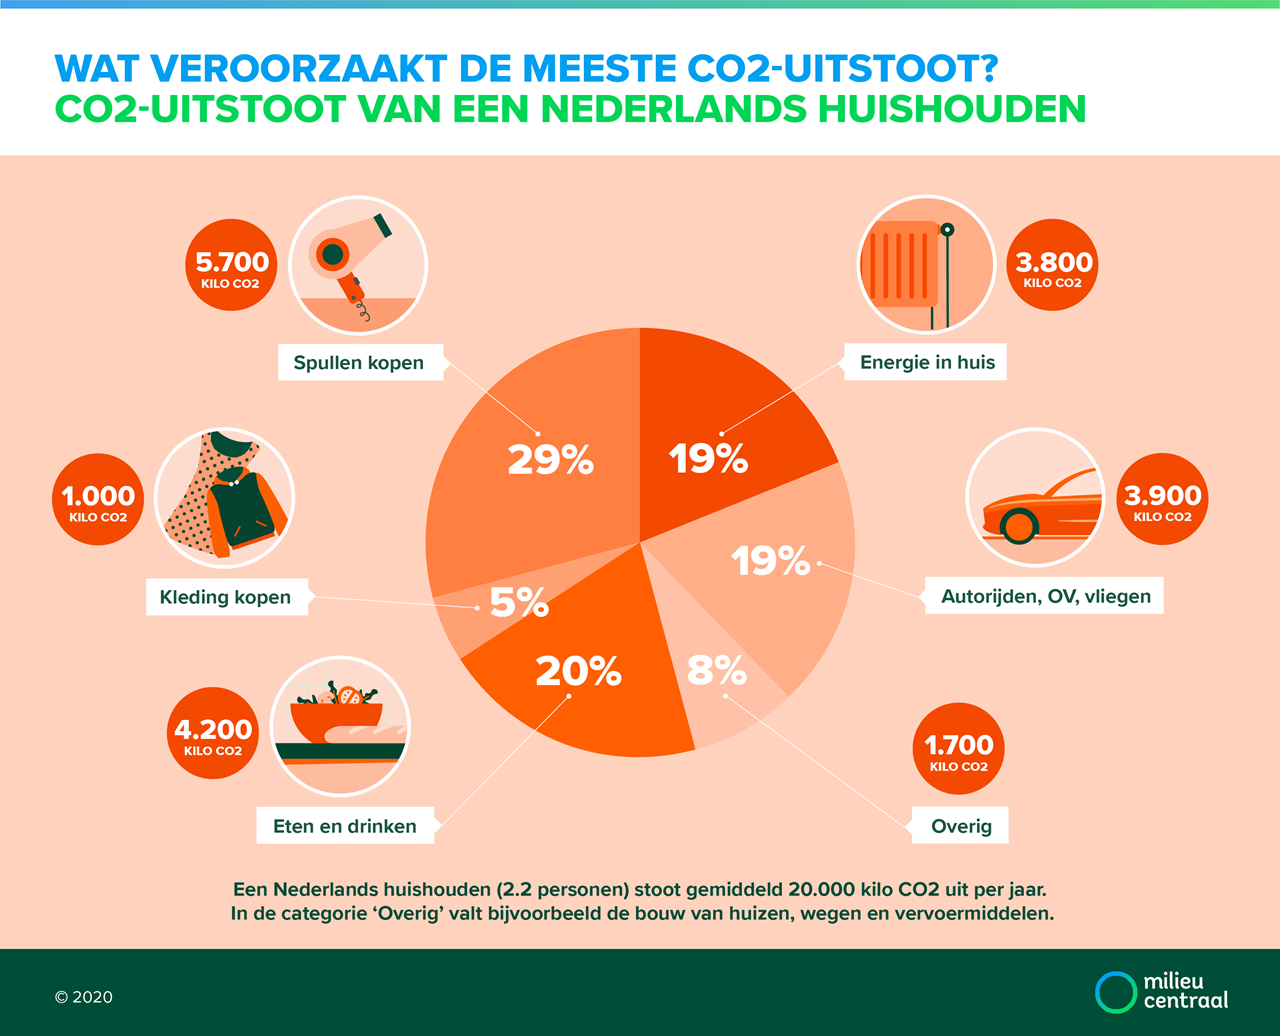 WAT VEROORZAAKT DE MEESTE CO2-UITSTOOT?
CO2-UITSTOOT VAN EEN NEDERLANDS HUISHOUDEN
5.700
KILO CO2
Spullen kopen
3.800
KILO CO2
Energie in huis
29%
19%
1.000
KILO CO2
Kleding kopen
3.900
KILO CO2
Autorijden, OV, vliegen
19%
5%
20%
8%
4.200
KILO CO2
Eten en drinken
1.700
KILO CO2
Overig
Een Nederlands huishouden (2.2 personen) stoot gemiddeld 20.000 kilo CO2 uit per jaar.
In de categorie ‘Overig’ valt bijvoorbeeld de bouw van huizen, wegen en vervoermiddelen.
© 2020
milieu
centraal